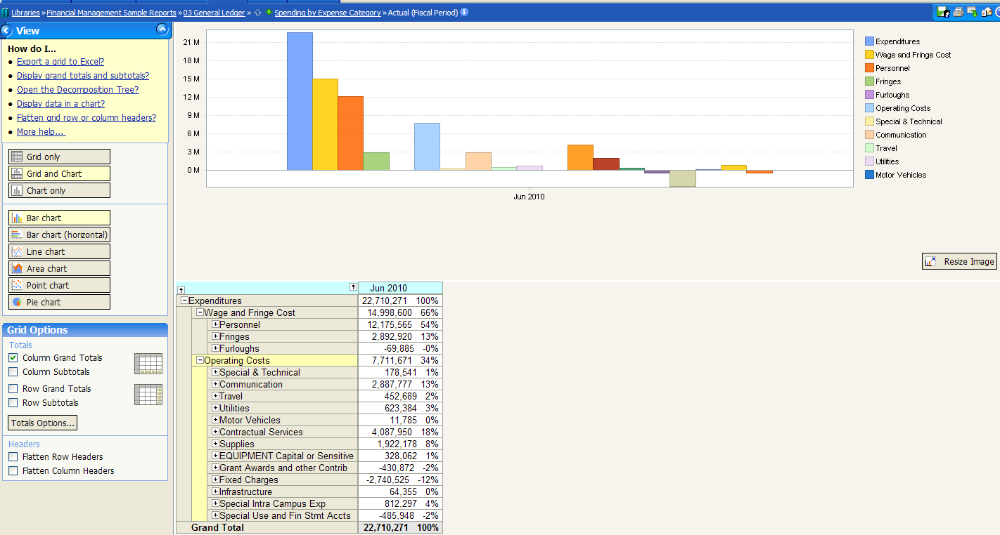 Libraries » Financial Management Sample Reports » 03 General Ledger » Spending by Expense Category » Actual (Fiscal Period)
View
How do I...
Export a grid to Excel?
Display grand totals and subtotals?
Open the Decomposition Tree?
Display data in a chart?
Flatten grid row or column headers?
More help...
Grid only
Grid and Chart
Chart only
Bar chart
Bar chart (horizontal)
Line chart
Area chart
Point chart
Pie chart
Grid Options
Totals
Column Grand Totals
Column Subtotals
Row Grand Totals
Row Subtotals
Totals Options...
Headers
Flatten Row Headers
Flatten Column Headers
21 M
18 M
15 M
12 M
9 M
6 M
3 M
0 M
Jun 2010
Expenditures
Wage and Fringe Cost
Personnel
Fringes
Furloughs
Operating Costs
Special & Technical
Communication
Travel
Utilities
Motor Vehicles
Resize Image
Jun 2010
Expenditures 22,710,271 100%
Wage and Fringe Cost 14,998,600 66%
Personnel 12,175,565 54%
Fringes 2,892,920 13%
Furloughs -69,885 -0%
Operating Costs 7,711,671 34%
Special & Technical 178,541 1%
Communication 2,887,777 13%
Travel 452,689 2%
Utilities 623,384 3%
Motor Vehicles 11,785 0%
Contractual Services 4,087,950 18%
Supplies 1,922,178 8%
EQUIPMENT Capital or Sensitive 328,062 1%
Grant Awards and other Contrib -430,872 -2%
Fixed Charges -2,740,525 -12%
Infrastructure 64,355 0%
Special Intra Campus Exp 812,297 4%
Special Use and Fin Stmt Accts -485,948 -2%
Grand Total 22,710,271 100%